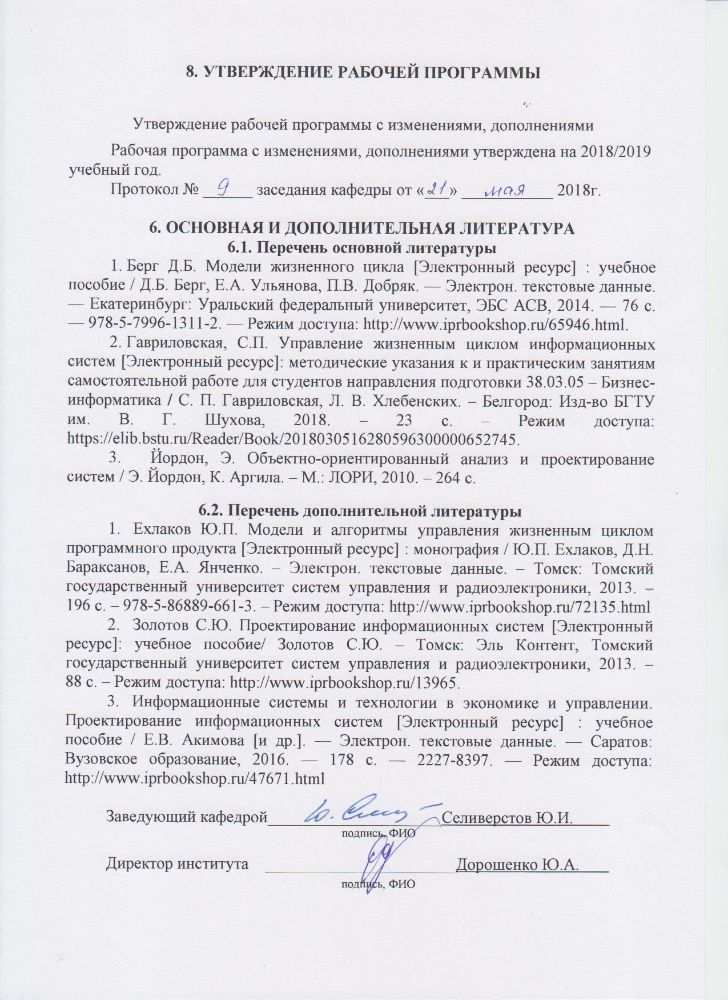 8. УТВЕРЖДЕНИЕ РАБОЧЕЙ ПРОГРАММЫ
Утверждение рабочей программы с изменениями, дополнениями
Рабочая программа с изменениями, дополнениями утверждена на 2018/2019
учебный год.
Протокол № 9 заседания кафедры от «21» мая 2018г.
6. ОСНОВНАЯ И ДОПОЛНИТЕЛЬНАЯ ЛИТЕРАТУРА
6.1. Перечень основной литературы
1. Берг Д.Б. Модели жизненного цикла [Электронный ресурс] : учебное
пособие / Д.Б. Берг, Е.А. Ульянова, П.В. Добряк. — Электрон. текстовые данные.
— Екатеринбург: Уральский федеральный университет, ЭБС АСВ, 2014. — 76 с.
— 978-5-7996-1311-2. — Режим доступа: http://www.iprbookshop.ru/65946.html.
2. Гавриловская, С.П. Управление жизненным циклом информационных
систем [Электронный ресурс]: методические указания к и практическим занятиям
самостоятельной работе для студентов направления подготовки 38.03.05 – Бизнес-
информатика / С. П. Гавриловская, Л. В. Хлебенских. – Белгород: Изд-во БГТУ
им. В. Г. Шухова, 2018. – 23 с. – Режим доступа:
https://elib.bstu.ru/Reader/Book/2018030516280596300000652745.
3. Йордон, Э. Объектно-ориентированный анализ и проектирование
систем / Э. Йордон, К. Аргила. – М.: ЛОРИ, 2010. – 264 с.
6.2. Перечень дополнительной литературы
1. Ехлаков Ю.П. Модели и алгоритмы управления жизненным циклом
программного продукта [Электронный ресурс] : монография / Ю.П. Ехлаков, Д.Н.
Бараксанов, Е.А. Янченко. – Электрон. текстовые данные. – Томск: Томский
государственный университет систем управления и радиоэлектроники, 2013. –
196 с. – 978-5-86889-661-3. – Режим доступа: http://www.iprbookshop.ru/72135.html
2. Золотов С.Ю. Проектирование информационных систем [Электронный
ресурс]: учебное пособие/ Золотов С.Ю. – Томск: Эль Контент, Томский
государственный университет систем управления и радиоэлектроники, 2013. –
88 с. – Режим доступа: http://www.iprbookshop.ru/13965.
3. Информационные системы и технологии в экономике и управлении.
Проектирование информационных систем [Электронный ресурс] : учебное
пособие / Е.В. Акимова [и др.]. — Электрон. текстовые данные. — Саратов:
Вузовское образование, 2016. — 178 с. — 2227-8397. — Режим доступа:
http://www.iprbookshop.ru/47671.html
Заведующий кафедрой Селиверстов Ю.И.
подпись, ФИО
Директор института Дорошенко Ю.А.
подпись, ФИО